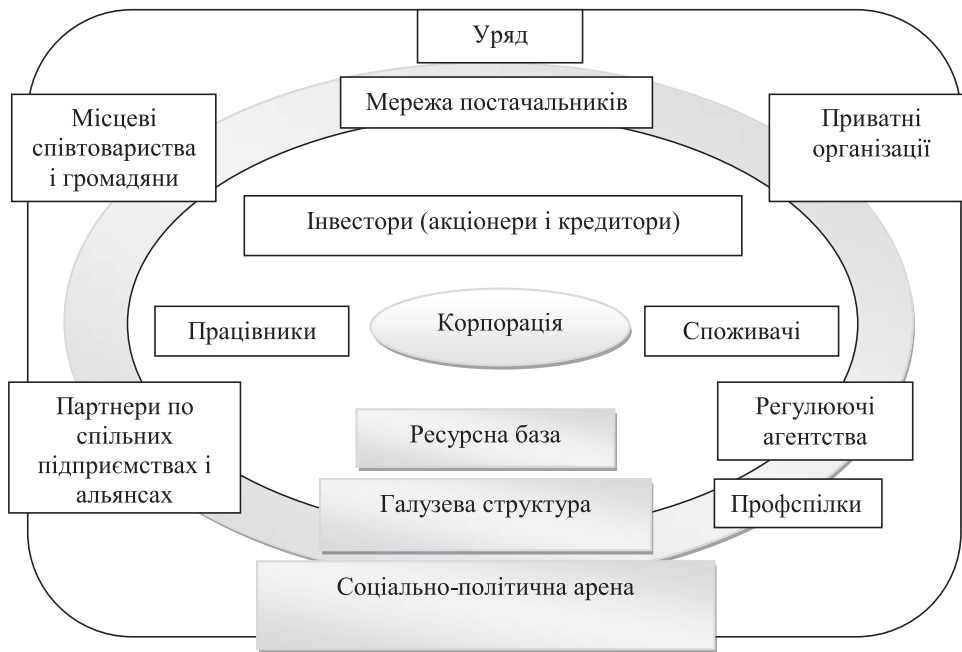 Уряд
Мережа постачальників
Місцеві
співтовариства
і громадяни
Приватні
організації
Інвестори (акціонери і кредитори)
Працівники
Корпорація
Споживачі
Партнери по
спільних
підприємствах і
альянсах
Ресурсна база
Регулюючі
агентства
Галузева структура
Профспілки
Соціально-політична арена